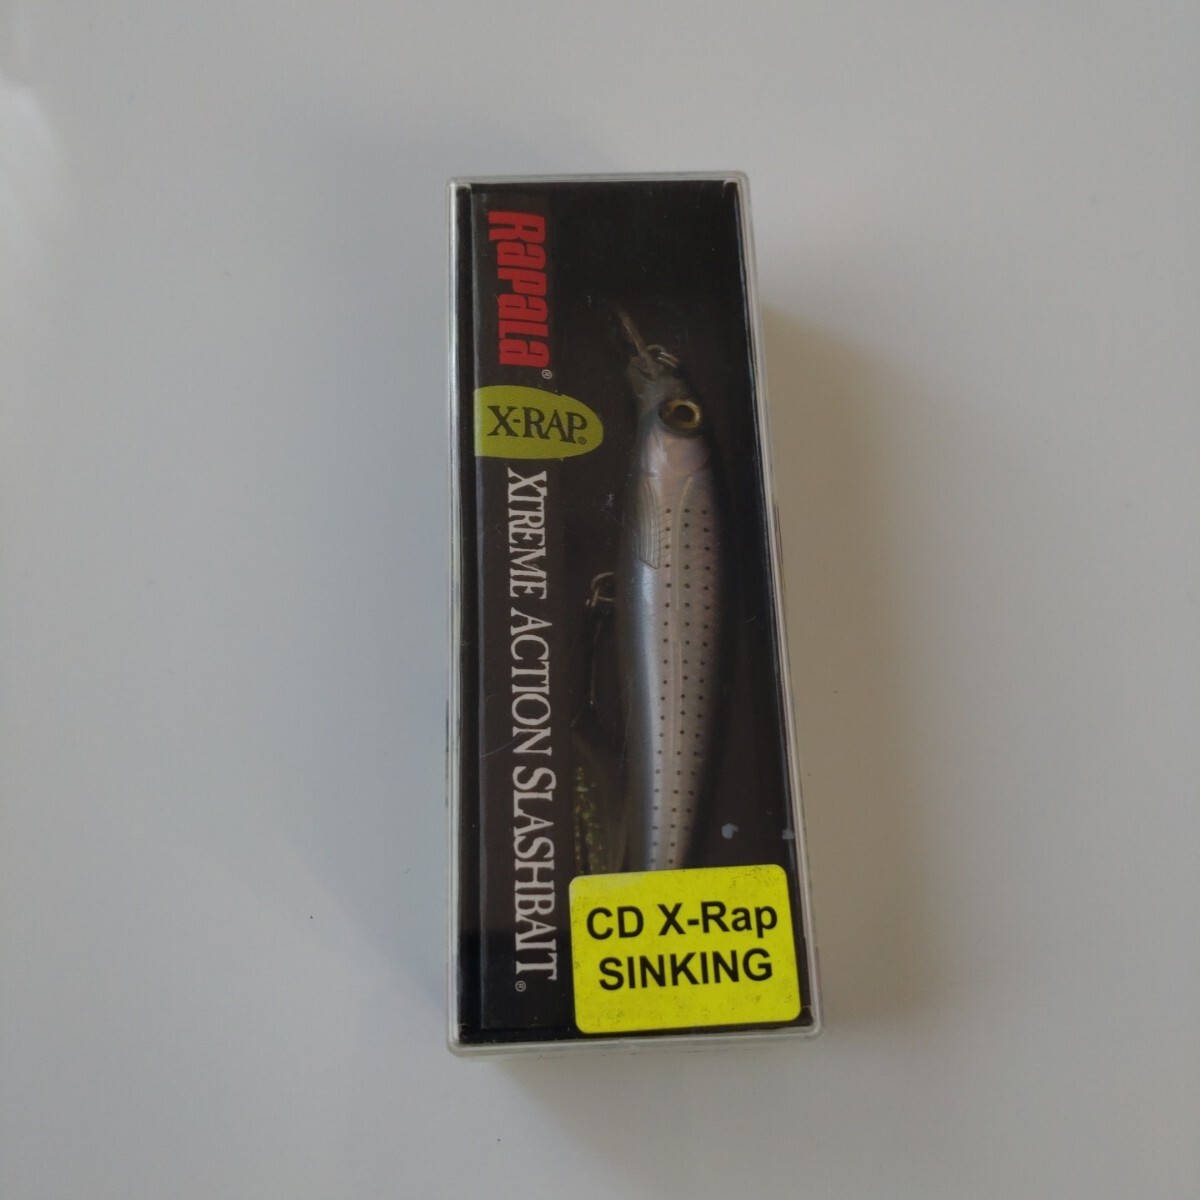 RAPALA®
X-RAP®
XTREME ACTION SLASHBAIT®
CD X-Rap
SINKING